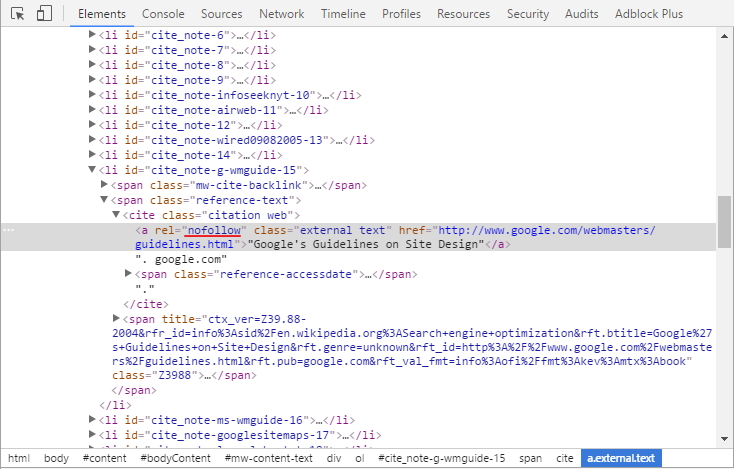 Elements Console Sources Network Timeline Profiles Resources Security Audits Adblock Plus
<li id="cite_note-6">…</li>
<li id="cite_note-7">…</li>
<li id="cite_note-8">…</li>
<li id="cite_note-9">…</li>
<li id="cite_note-infoseeknyt-10">…</li>
<li id="cite_note-airweb-11">…</li>
<li id="cite_note-12">…</li>
<li id="cite_note-wired09082005-13">…</li>
<li id="cite_note-14">…</li>
<li id="cite_note-g-wmguide-15">
<span class="mw-cite-backlink">…</span>
<span class="reference-text">
<cite class="citation web">
<a rel="nofollow" class="external text" href="http://www.google.com/webmasters/
guidelines.html">"Google's Guidelines on Site Design"</a>
". google.com"
<span class="reference-accessdate">…</span>
"."
</cite>
<span title="ctx_ver=Z39.88-
2004&rfr_id=info%3Asid%2Fen.wikipedia.org%3ASearch+engine+optimization&rft.btitle=Google%27
s+Guidelines+on+Site+Design&rft.genre=unknown&rft_id=http%3A%2F%2Fwww.google.com%2Fwebmaste
rs%2Fguidelines.html&rft.pub=google.com&rft_val_fmt=info%3Aofi%2Ffmt%3Akev%3Amtx%3Abook"
class="Z3988">…</span>
</span>
</li>
<li id="cite_note-ms-wmguide-16">…</li>
<li id="cite_note-googlesitemaps-17">…</li>
html body #content #bodyContent #mw-content-text div ol #cite_note-g-wmguide-15 span cite a.external.text